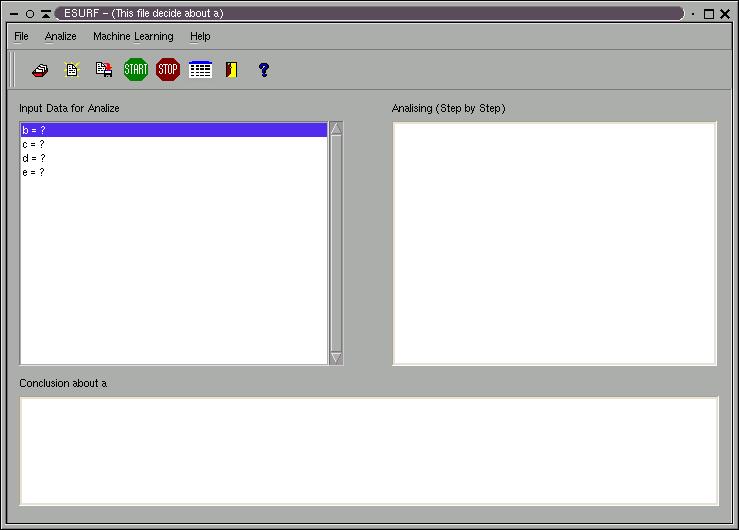 ESURF - (This file decide about a)
File Analize Machine Learning Help
START STOP ?
Input Data for Analize
Analising (Step by Step)
b = ?
c = ?
d = ?
e = ?
Conclusion about a